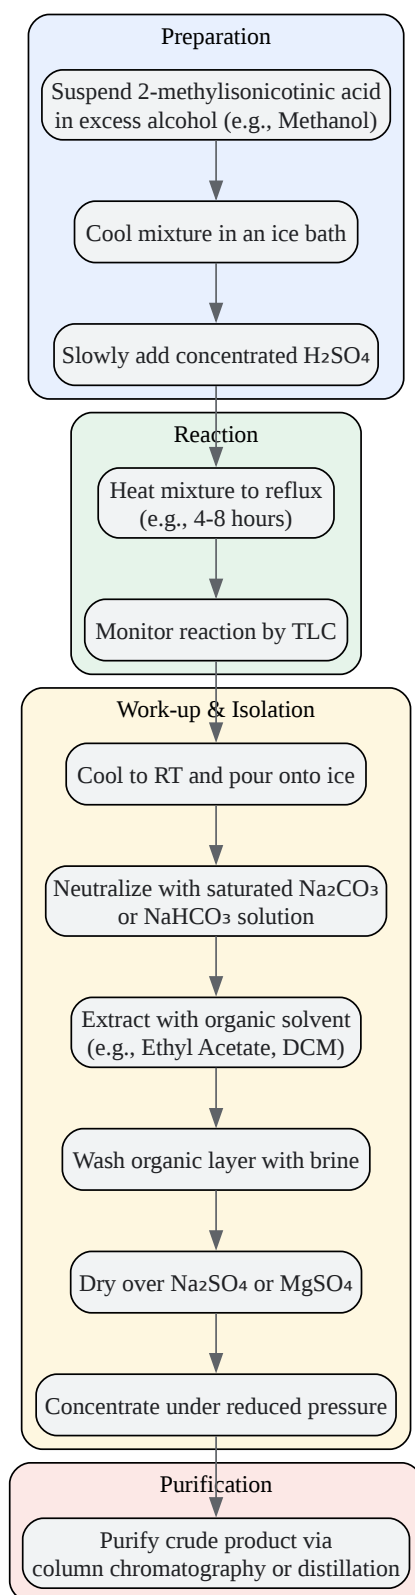 Preparation
Suspend 2-methylisonicotinic acid
in excess alcohol (e.g., Methanol)
Cool mixture in an ice bath
Slowly add concentrated H₂SO₄
Reaction
Heat mixture to reflux
(e.g., 4-8 hours)
Monitor reaction by TLC
Work-up & Isolation
Cool to RT and pour onto ice
Neutralize with saturated Na₂CO₃
or NaHCO₃ solution
Extract with organic solvent
(e.g., Ethyl Acetate, DCM)
Wash organic layer with brine
Dry over Na₂SO₄ or MgSO₄
Concentrate under reduced pressure
Purification
Purify crude product via
column chromatography or distillation